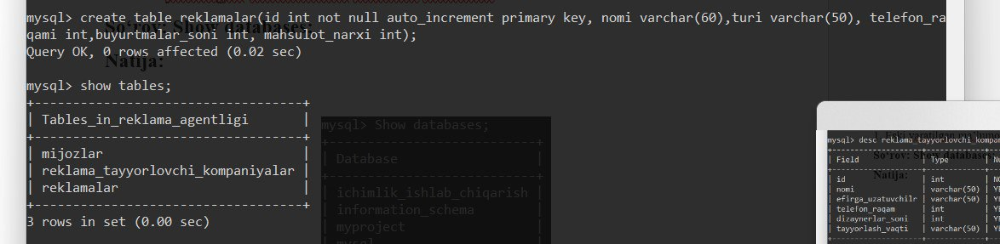 mysql> create table reklamalar(id int not null auto_increment primary key, nomi varchar(60),turi varchar(50), telefon_ra
qami int,buyurtmalar_soni int, mahsulot_narxi int);
Query OK, 0 rows affected (0.02 sec)
So‘rov: Show databases;
Natija:
mysql> show tables;
+-----------------------------------+
| Tables_in_reklama_agentligi |
+-----------------------------------+
| mijozlar |
| reklama_tayyorlovchi_kompaniyalar |
| reklamalar |
+-----------------------------------+
3 rows in set (0.00 sec)
mysql> Show databases;
+---------------------------+
| Database |
+---------------------------+
| ichimlik_ishlab_chiqarish |
| information_schema |
| myproject |
| mysql
mysql> desc reklama_tayyorlovchi_kompan
| Field | Type | Nu
| id | int | NO
| nomi | varchar(50) | YE
| efirga_uzatuvchilr | varchar(50) | YE
| telefon_raqam | int | YE
| dizaynerlar_soni | int | YE
| tayyorlash_vaqti | varchar(50) | YE
So‘rov: Show databases
Natija: